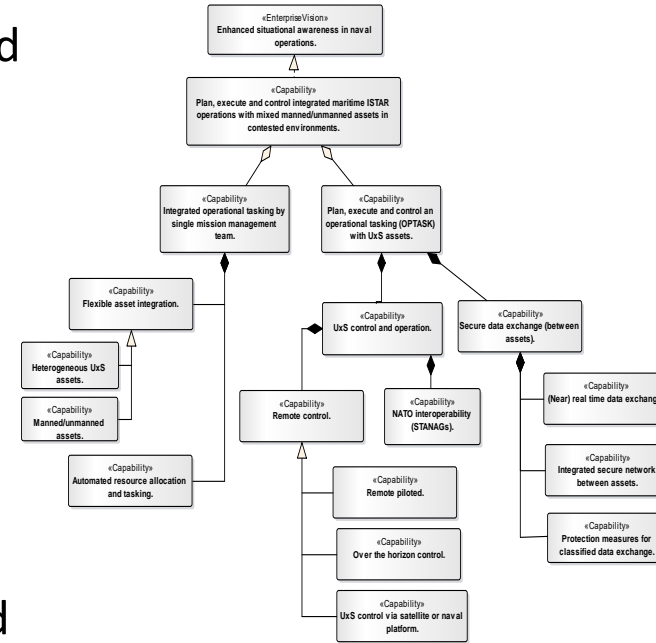 d
«EnterpriseVision»
Enhanced situational awareness in naval
operations.
«Capability»
Plan, execute and control integrated maritime ISTAR
operations with mixed manned/unmanned assets in
contested environments.
«Capability»
Integrated operational tasking by
single mission management
team.
«Capability»
Plan, execute and control an
operational tasking (OPTASK)
with UxS assets.
«Capability»
Flexible asset integration.
«Capability»
Heterogeneous UxS
assets.
«Capability»
Manned/unmanned
assets.
«Capability»
Automated resource allocation
and tasking.
«Capability»
UxS control and operation.
«Capability»
Secure data exchange (between
assets).
«Capability»
Remote control.
«Capability»
NATO interoperability
(STANAGs).
«Capability»
Remote piloted.
«Capability»
Over the horizon control.
«Capability»
UxS control via satellite or naval
platform.
«Capability»
(Near) real time data exchang
«Capability»
Integrated secure network
between assets.
«Capability»
Protection measures for
classified data exchange.
d